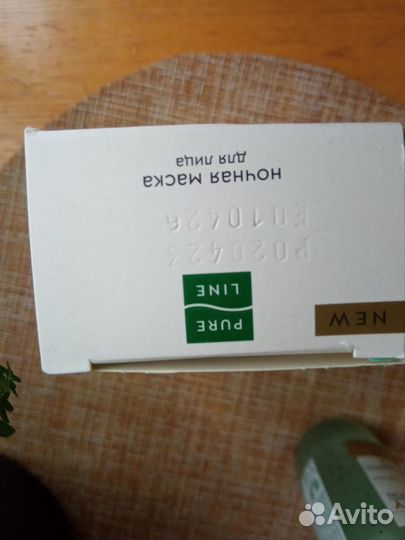 NEW
PURE
LINE
P020423
E010426
НОЧНАЯ МАСКА
ДЛЯ ЛИЦА
Avito